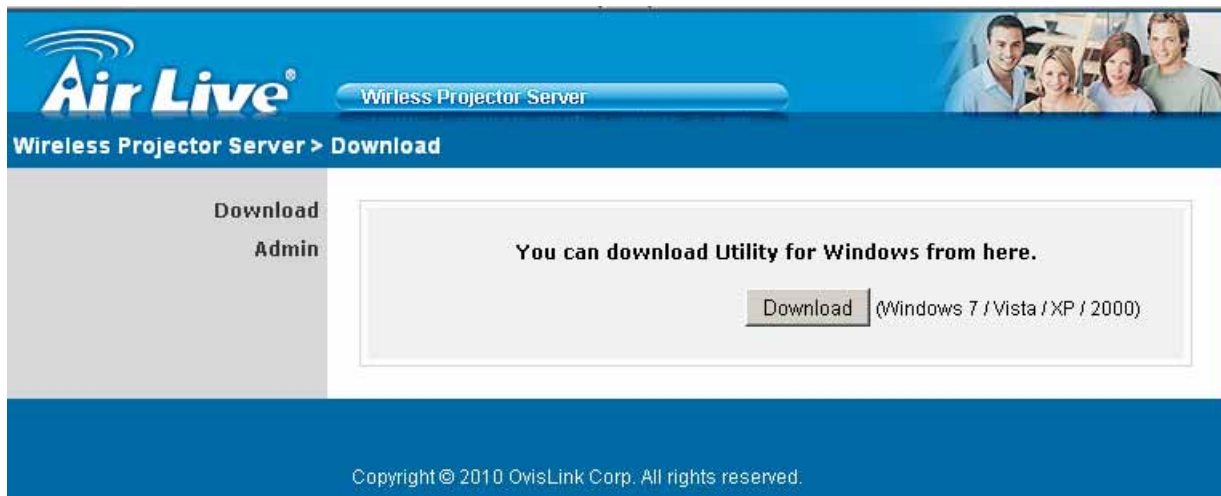 Air Live®
Wirless Projector Server
Wireless Projector Server > Download
Download
Admin
You can download Utility for Windows from here.
Download (Windows 7 / Vista / XP / 2000)
Copyright © 2010 OvisLink Corp. All rights reserved.